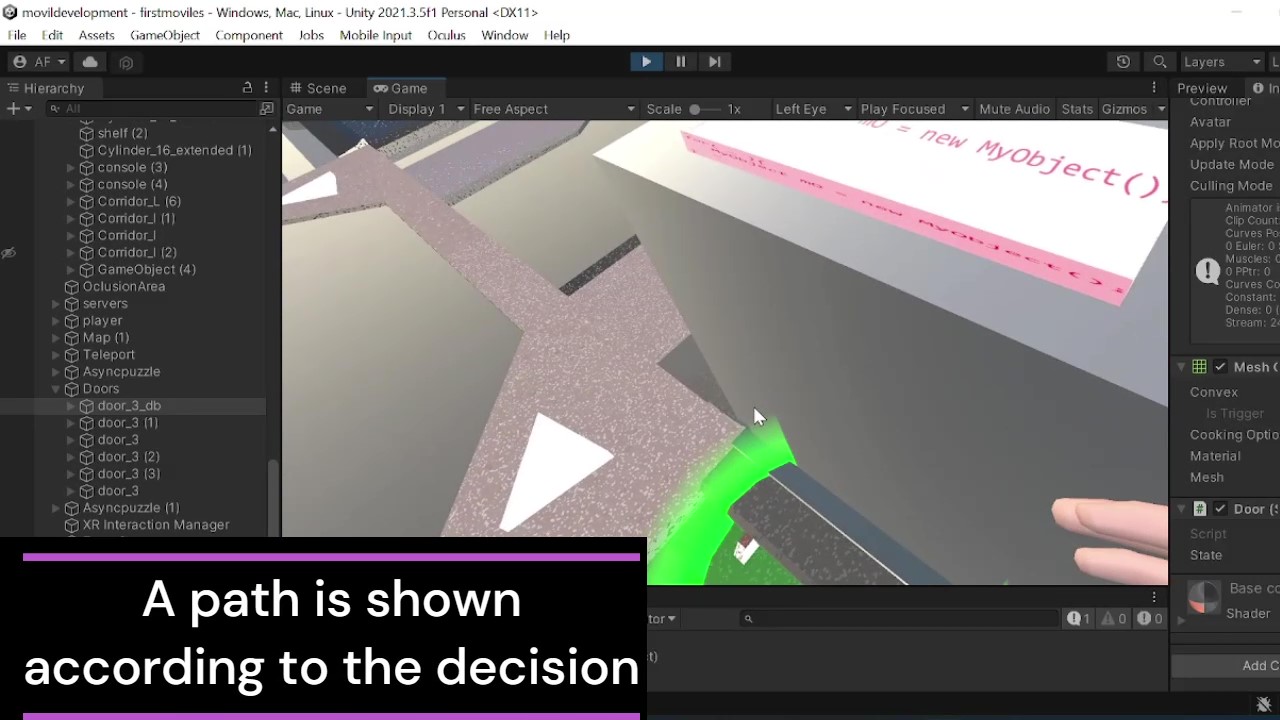 movildevelopment - firstmoviles - Windows, Mac, Linux - Unity 2021.3.5f1 Personal <DX11>
File Edit Assets GameObject Component Jobs Mobile Input Oculus Window Help
AF Layers
Hierarchy Scene Game Preview
All Game Display 1 Free Aspect Scale 1x Left Eye Play Focused Mute Audio Stats Gizmos
Controller
Avatar
Apply Root Mo
Update Mode
Culling Mode
shelf (2)
Cylinder_16_extended (1)
console (3)
console (4)
Corridor_L (6)
Corridor_I (1)
Corridor_I
Corridor_I (2)
GameObject (4)
OclusionArea
servers
player
Map (1)
Teleport
Asyncpuzzle
Doors
door_3_db
door_3 (1)
door_3
door_3 (2)
door_3 (3)
door_3
Asyncpuzzle (1)
XR Interaction Manager
mO = new MyObject()
MyObject mO = new MyObject();
Clip Count:
Curves Po
0 Euler: 0
Muscles: 0
0 PPtr: 0
Curves Co
Constant:
Dense: 0 (
Stream: 24
Mesh C
Convex
Is Trigger
Cooking Optio
Material
Mesh
Door (S
Script
State
Base co
Shader
Add C
tor 1 0 0
t)
A path is shown
according to the decision